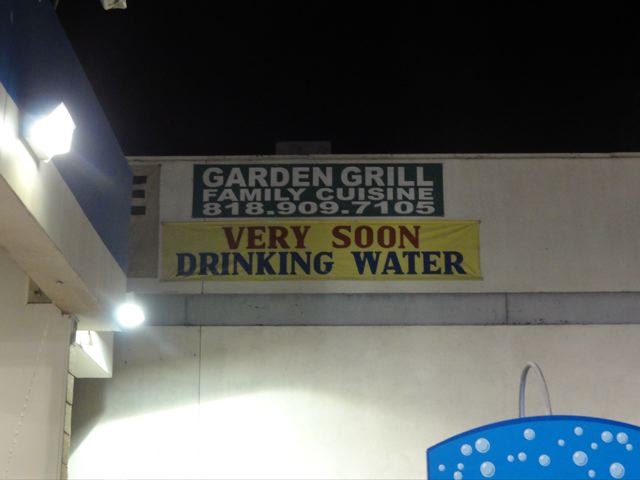 GARDEN GRILL
FAMILY CUISINE
818.909.7105
VERY SOON
DRINKING WATER